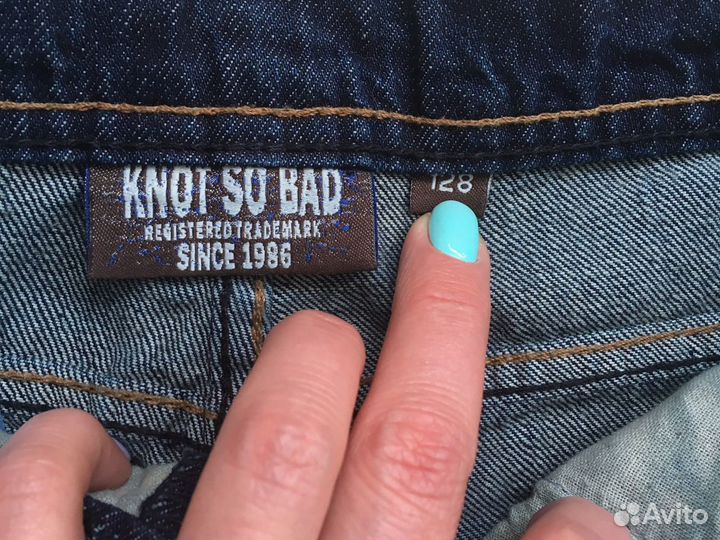 KNOT SO BAD
REGISTERED TRADEMARK
SINCE 1986
128
Avito